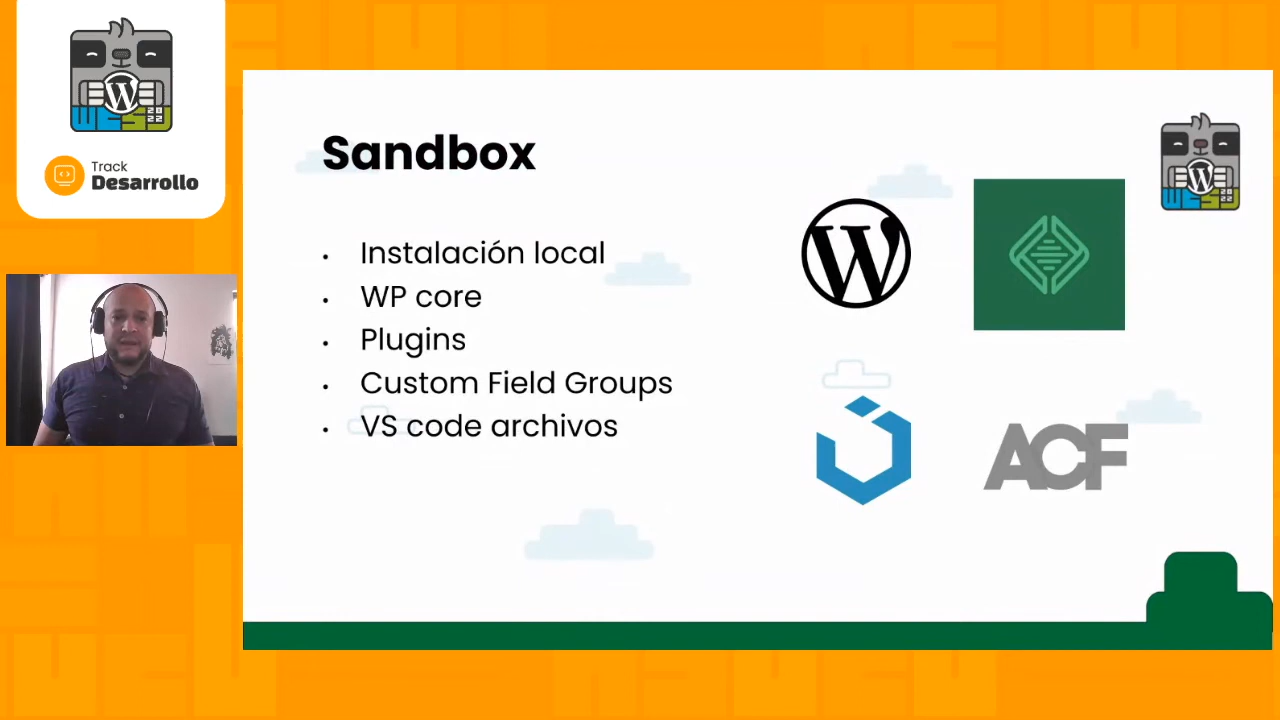 Track
Desarrollo
Sandbox
• Instalación local
• WP core
• Plugins
• Custom Field Groups
• VS code archivos
ACF